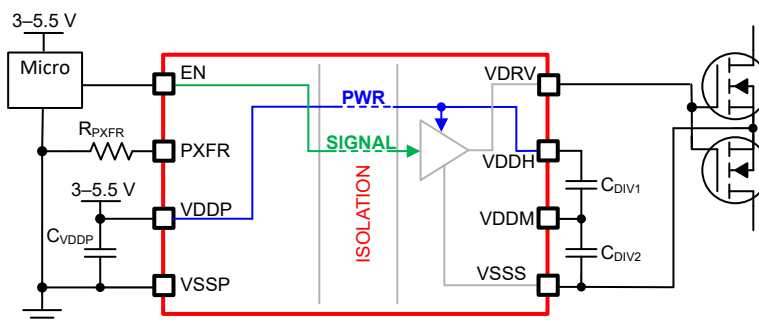 3–5.5 V
Micro
EN
PWR
VDRV
RPXFR
PXFR
SIGNAL
VDDH
3–5.5 V
CDIV1
VDDP
VDDM
CVDDP
ISOLATION
CDIV2
VSSP
VSSS